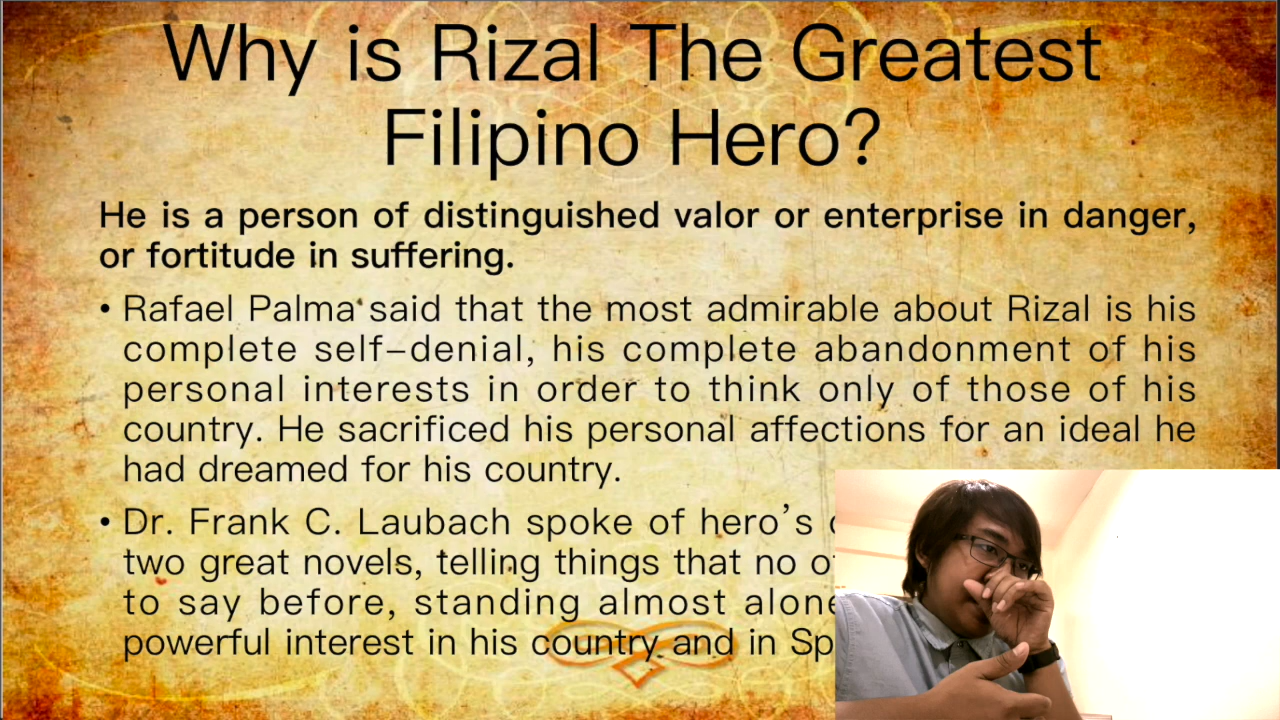 Why is Rizal The Greatest
Filipino Hero?
He is a person of distinguished valor or enterprise in danger,
or fortitude in suffering.
• Rafael Palma said that the most admirable about Rizal is his
complete self-denial, his complete abandonment of his
personal interests in order to think only of those of his
country. He sacrificed his personal affections for an ideal he
had dreamed for his country.
• Dr. Frank C. Laubach spoke of hero's
two great novels, telling things that no
to say before, standing almost alone
powerful interest in his country and in